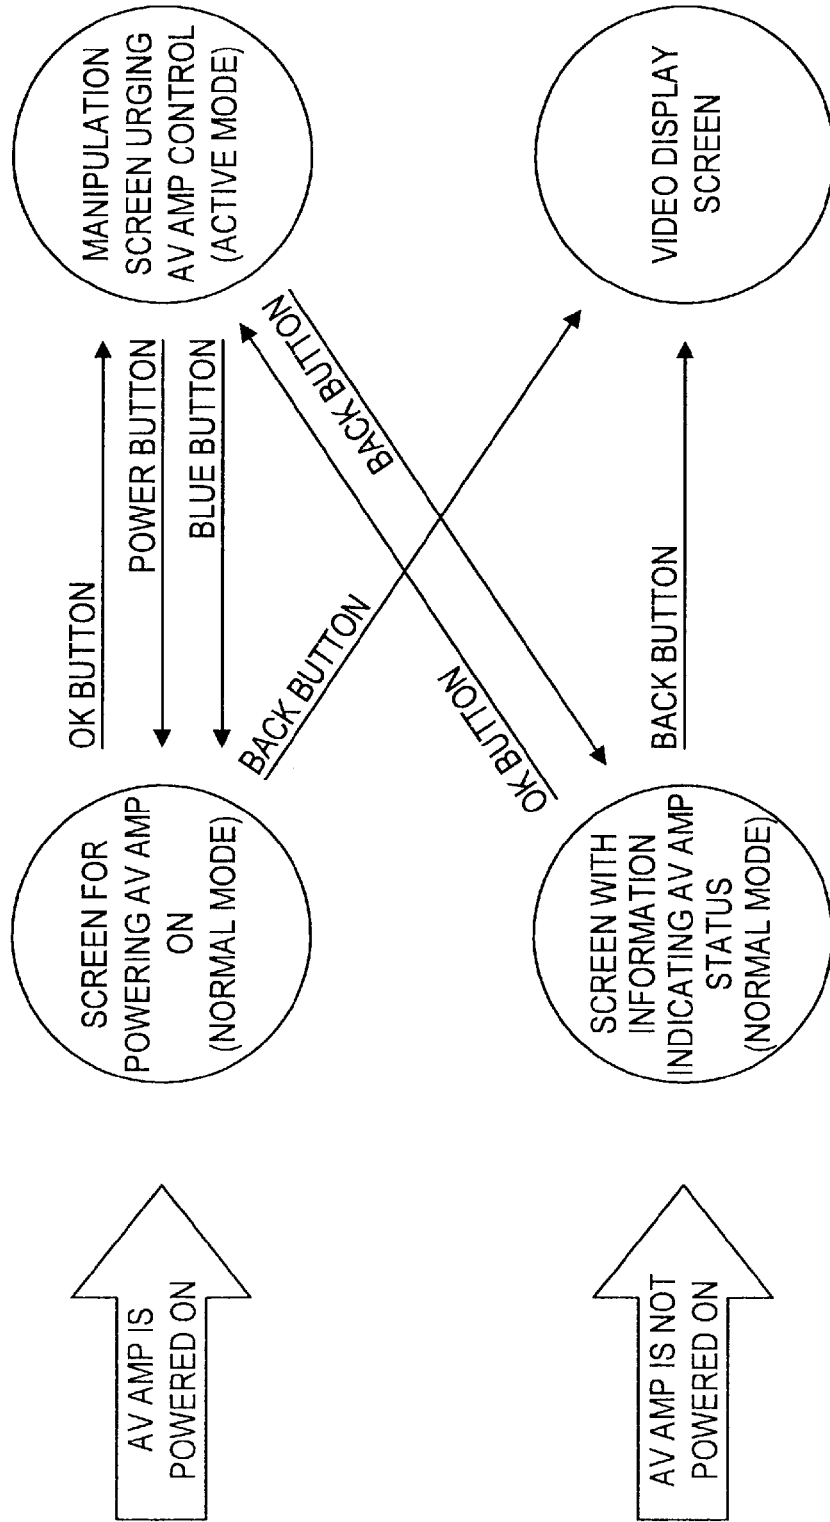 AV AMP IS
POWERED ON
SCREEN FOR
POWERING AV AMP
ON
(NORMAL MODE)
OK BUTTON
POWER BUTTON
BLUE BUTTON
MANIPULATION
SCREEN URGING
AV AMP CONTROL
(ACTIVE MODE)
BACK BUTTON
BACK BUTTON
OK BUTTON
AV AMP IS NOT
POWERED ON
SCREEN WITH
INFORMATION
INDICATING AV AMP
STATUS
(NORMAL MODE)
BACK BUTTON
VIDEO DISPLAY
SCREEN